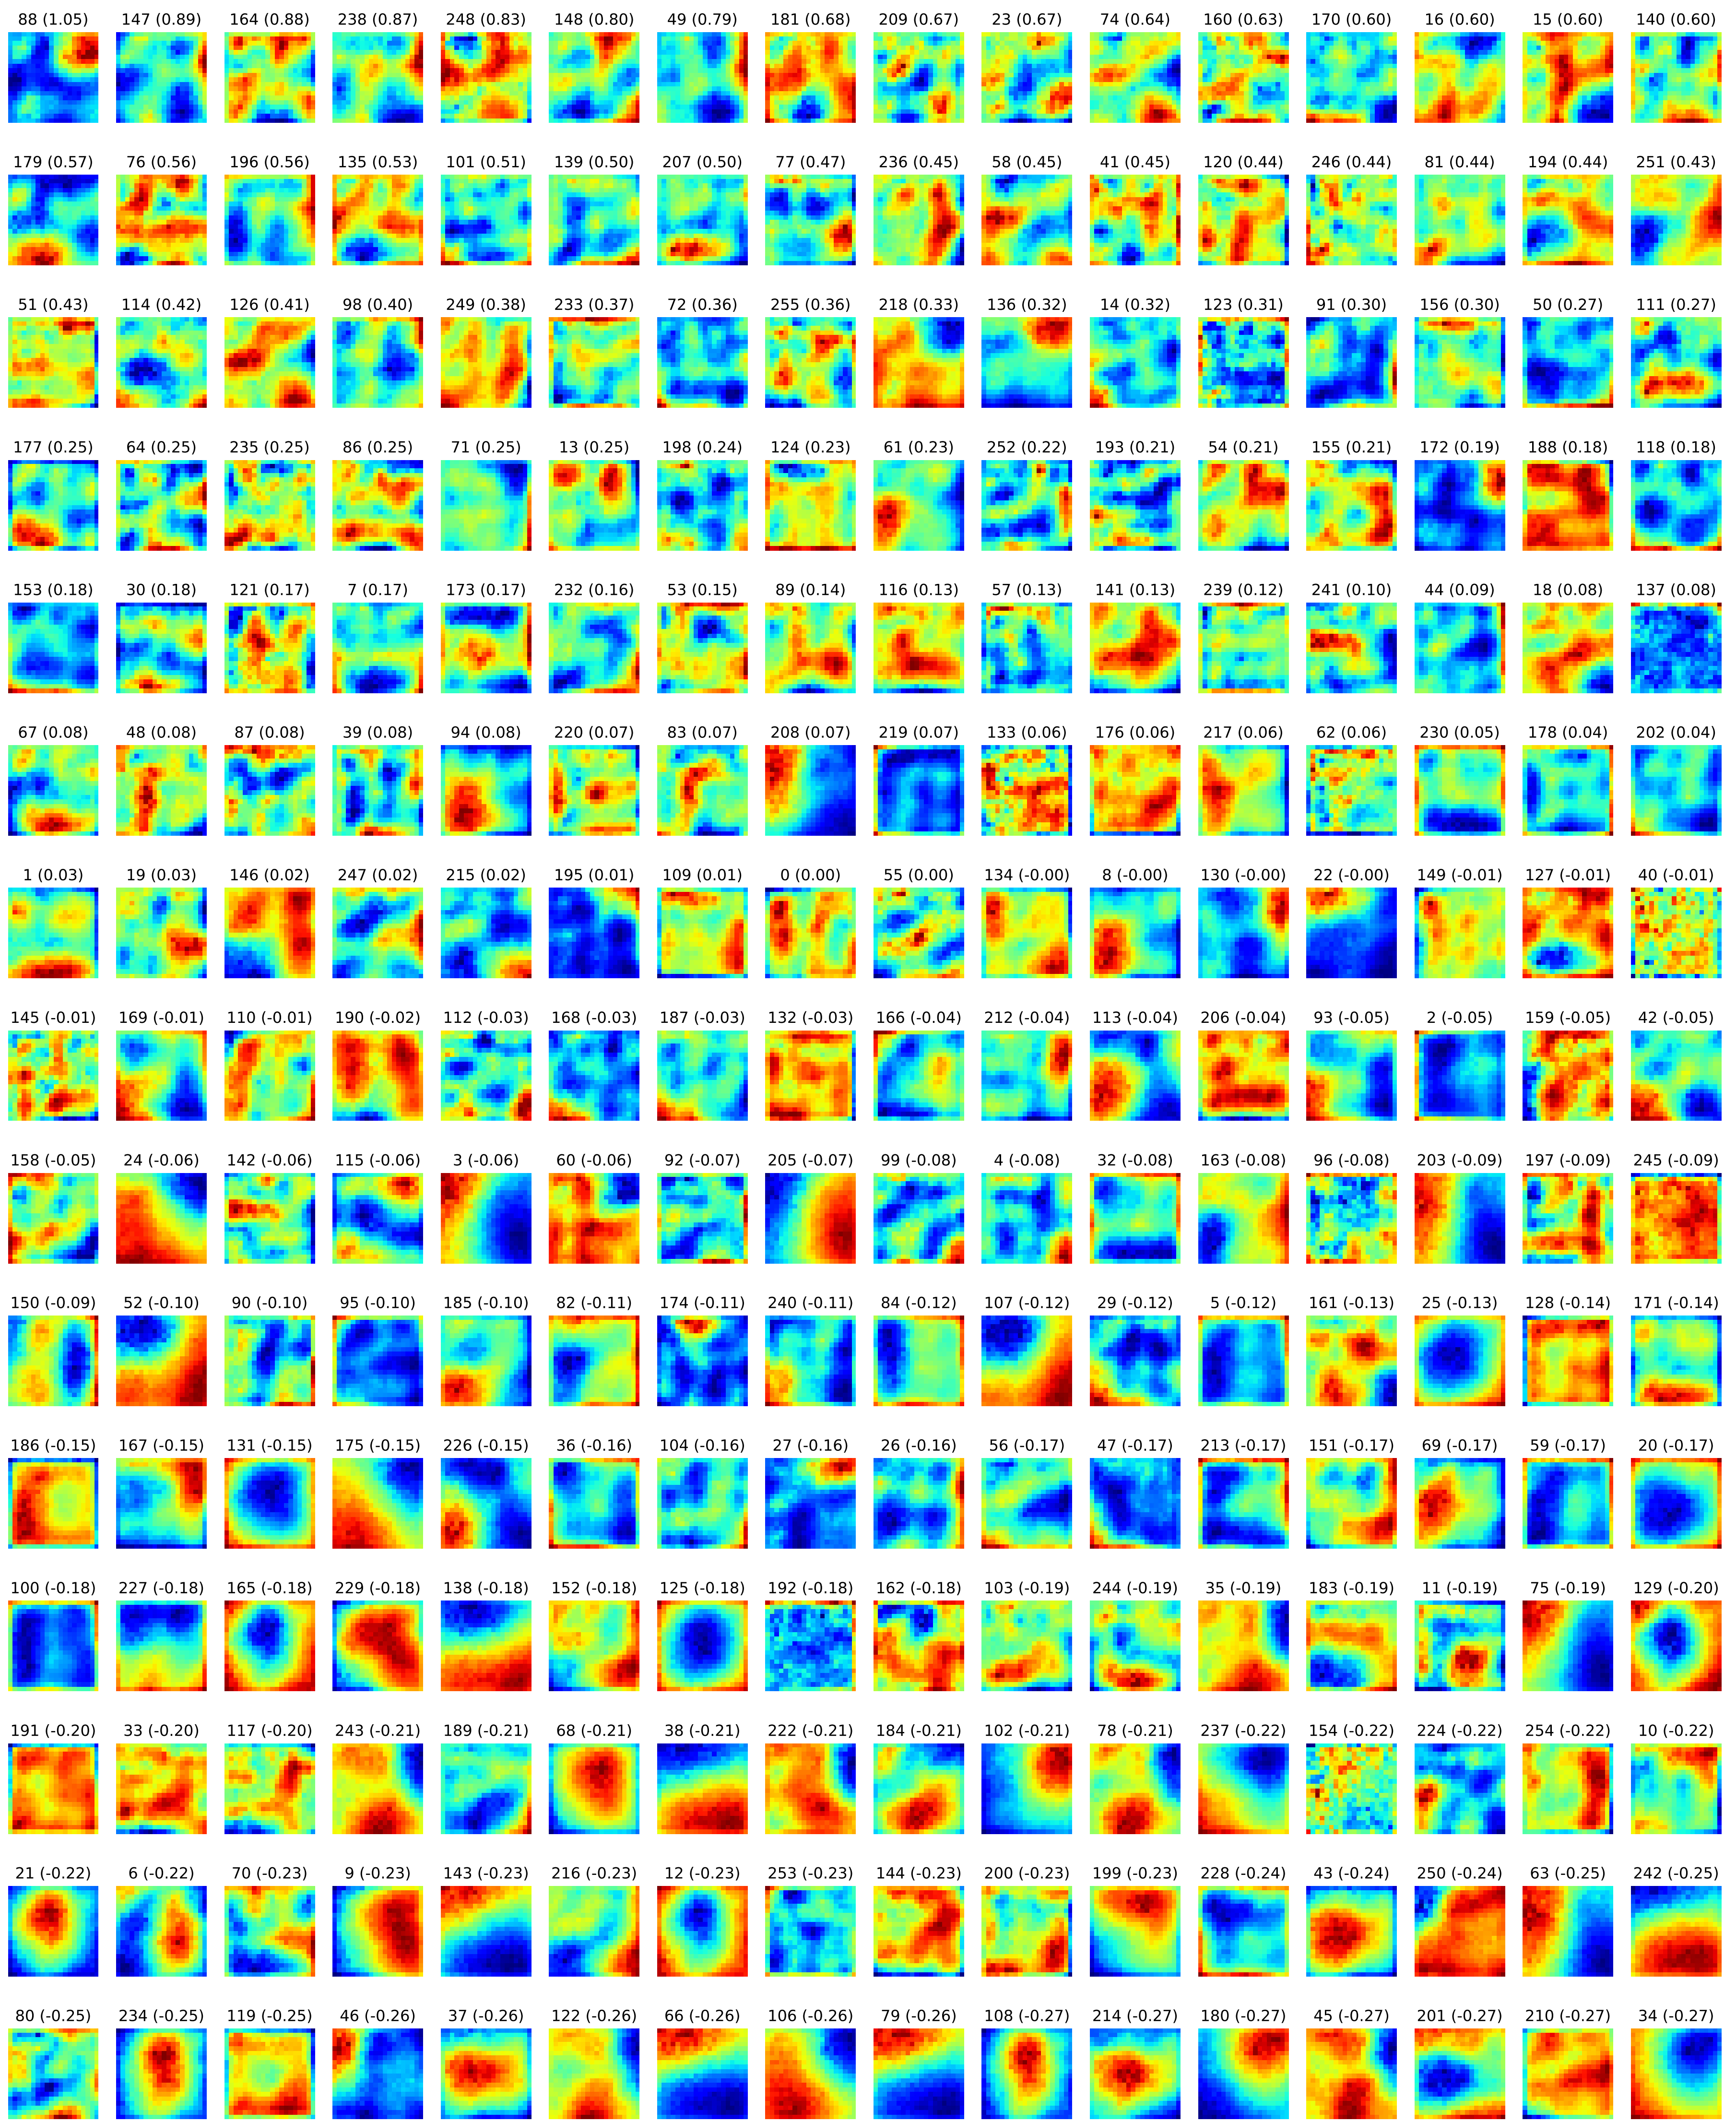 88 (1.05) 147 (0.89) 164 (0.88) 238 (0.87) 248 (0.83) 148 (0.80) 49 (0.79) 181 (0.68) 209 (0.67) 23 (0.67) 74 (0.64) 160 (0.63) 170 (0.60) 16 (0.60) 15 (0.60) 140 (0.60)
179 (0.57) 76 (0.56) 196 (0.56) 135 (0.53) 101 (0.51) 139 (0.50) 207 (0.50) 77 (0.47) 236 (0.45) 58 (0.45) 41 (0.45) 120 (0.44) 246 (0.44) 81 (0.44) 194 (0.44) 251 (0.43)
51 (0.43) 114 (0.42) 126 (0.41) 98 (0.40) 249 (0.38) 233 (0.37) 72 (0.36) 255 (0.36) 218 (0.33) 136 (0.32) 14 (0.32) 123 (0.31) 91 (0.30) 156 (0.30) 50 (0.27) 111 (0.27)
177 (0.25) 64 (0.25) 235 (0.25) 86 (0.25) 71 (0.25) 13 (0.25) 198 (0.24) 124 (0.23) 61 (0.23) 252 (0.22) 193 (0.21) 54 (0.21) 155 (0.21) 172 (0.19) 188 (0.18) 118 (0.18)
153 (0.18) 30 (0.18) 121 (0.17) 7 (0.17) 173 (0.17) 232 (0.16) 53 (0.15) 89 (0.14) 116 (0.13) 57 (0.13) 141 (0.13) 239 (0.12) 241 (0.10) 44 (0.09) 18 (0.08) 137 (0.08)
67 (0.08) 48 (0.08) 87 (0.08) 39 (0.08) 94 (0.08) 220 (0.07) 83 (0.07) 208 (0.07) 219 (0.07) 133 (0.06) 176 (0.06) 217 (0.06) 62 (0.06) 230 (0.05) 178 (0.04) 202 (0.04)
1 (0.03) 19 (0.03) 146 (0.02) 247 (0.02) 215 (0.02) 195 (0.01) 109 (0.01) 0 (0.00) 55 (0.00) 134 (-0.00) 8 (-0.00) 130 (-0.00) 22 (-0.00) 149 (-0.01) 127 (-0.01) 40 (-0.01)
145 (-0.01) 169 (-0.01) 110 (-0.01) 190 (-0.02) 112 (-0.03) 168 (-0.03) 187 (-0.03) 132 (-0.03) 166 (-0.04) 212 (-0.04) 113 (-0.04) 206 (-0.04) 93 (-0.05) 2 (-0.05) 159 (-0.05) 42 (-0.05)
158 (-0.05) 24 (-0.06) 142 (-0.06) 115 (-0.06) 3 (-0.06) 60 (-0.06) 92 (-0.07) 205 (-0.07) 99 (-0.08) 4 (-0.08) 32 (-0.08) 163 (-0.08) 96 (-0.08) 203 (-0.09) 197 (-0.09) 245 (-0.09)
150 (-0.09) 52 (-0.10) 90 (-0.10) 95 (-0.10) 185 (-0.10) 82 (-0.11) 174 (-0.11) 240 (-0.11) 84 (-0.12) 107 (-0.12) 29 (-0.12) 5 (-0.12) 161 (-0.13) 25 (-0.13) 128 (-0.14) 171 (-0.14)
186 (-0.15) 167 (-0.15) 131 (-0.15) 175 (-0.15) 226 (-0.15) 36 (-0.16) 104 (-0.16) 27 (-0.16) 26 (-0.16) 56 (-0.17) 47 (-0.17) 213 (-0.17) 151 (-0.17) 69 (-0.17) 59 (-0.17) 20 (-0.17)
100 (-0.18) 227 (-0.18) 165 (-0.18) 229 (-0.18) 138 (-0.18) 152 (-0.18) 125 (-0.18) 192 (-0.18) 162 (-0.18) 103 (-0.19) 244 (-0.19) 35 (-0.19) 183 (-0.19) 11 (-0.19) 75 (-0.19) 129 (-0.20)
191 (-0.20) 33 (-0.20) 117 (-0.20) 243 (-0.21) 189 (-0.21) 68 (-0.21) 38 (-0.21) 222 (-0.21) 184 (-0.21) 102 (-0.21) 78 (-0.21) 237 (-0.22) 154 (-0.22) 224 (-0.22) 254 (-0.22) 10 (-0.22)
21 (-0.22) 6 (-0.22) 70 (-0.23) 9 (-0.23) 143 (-0.23) 216 (-0.23) 12 (-0.23) 253 (-0.23) 144 (-0.23) 200 (-0.23) 199 (-0.23) 228 (-0.24) 43 (-0.24) 250 (-0.24) 63 (-0.25) 242 (-0.25)
80 (-0.25) 234 (-0.25) 119 (-0.25) 46 (-0.26) 37 (-0.26) 122 (-0.26) 66 (-0.26) 106 (-0.26) 79 (-0.26) 108 (-0.27) 214 (-0.27) 180 (-0.27) 45 (-0.27) 201 (-0.27) 210 (-0.27) 34 (-0.27)